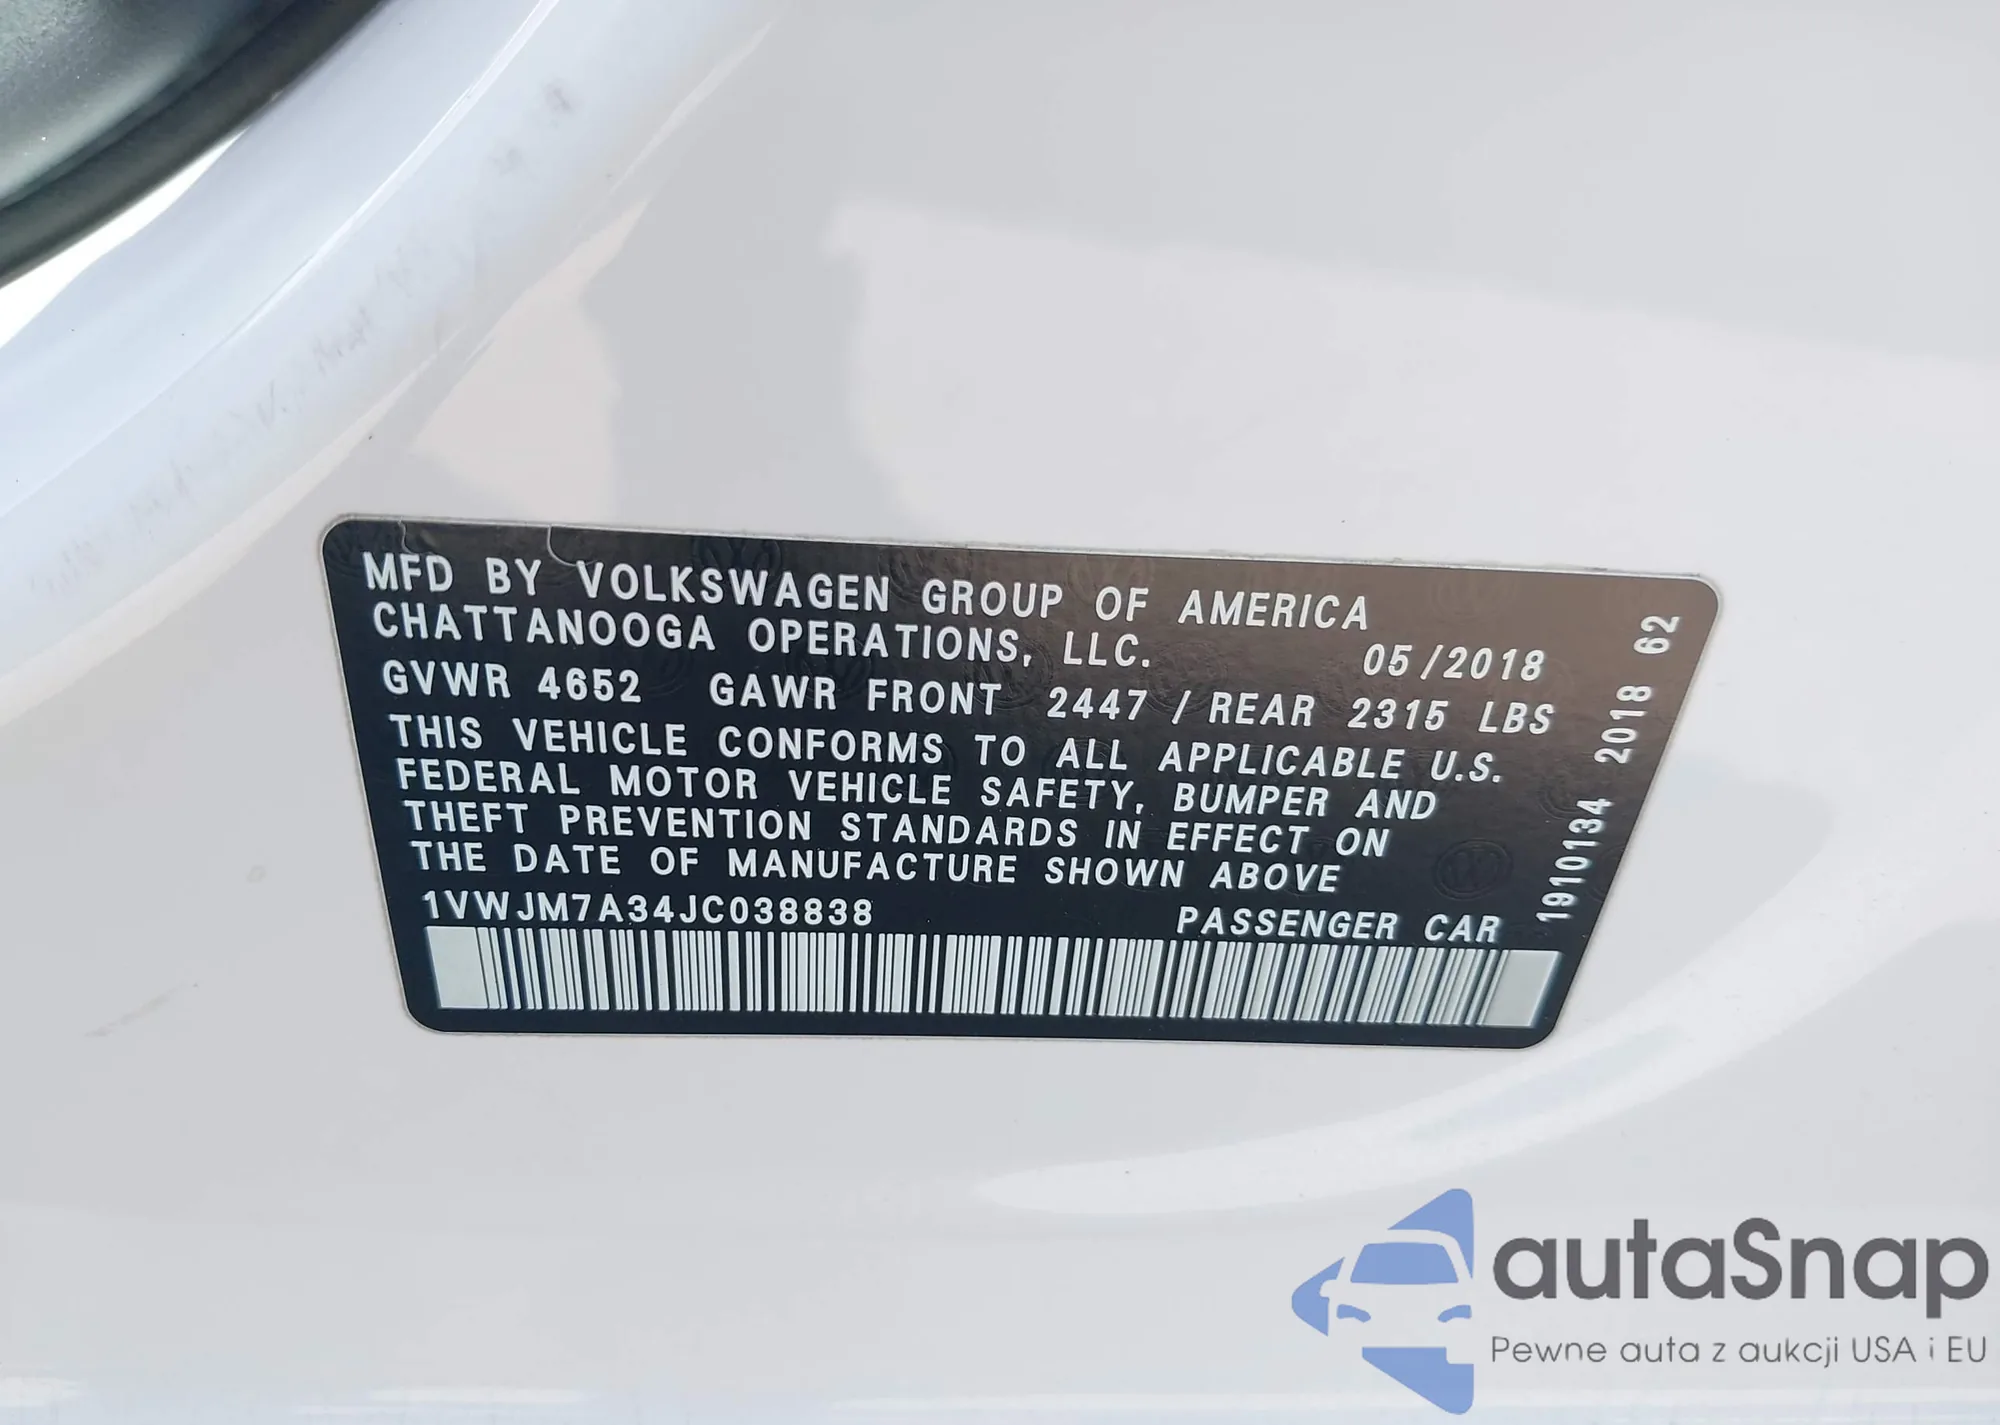 MFD BY VOLKSWAGEN GROUP OF AMERICA
CHATTANOOGA OPERATIONS, LLC. 05/2018
GVWR 4652 GAWR FRONT 2447 / REAR 2315 LBS
THIS VEHICLE CONFORMS TO ALL APPLICABLE U.S.
FEDERAL MOTOR VEHICLE SAFETY, BUMPER AND
THEFT PREVENTION STANDARDS IN EFFECT ON
THE DATE OF MANUFACTURE SHOWN ABOVE
1VWJM7A34JC038838 PASSENGER CAR
1910134 2018 62
autaSnap
Pewne auta z aukcji USA i EU